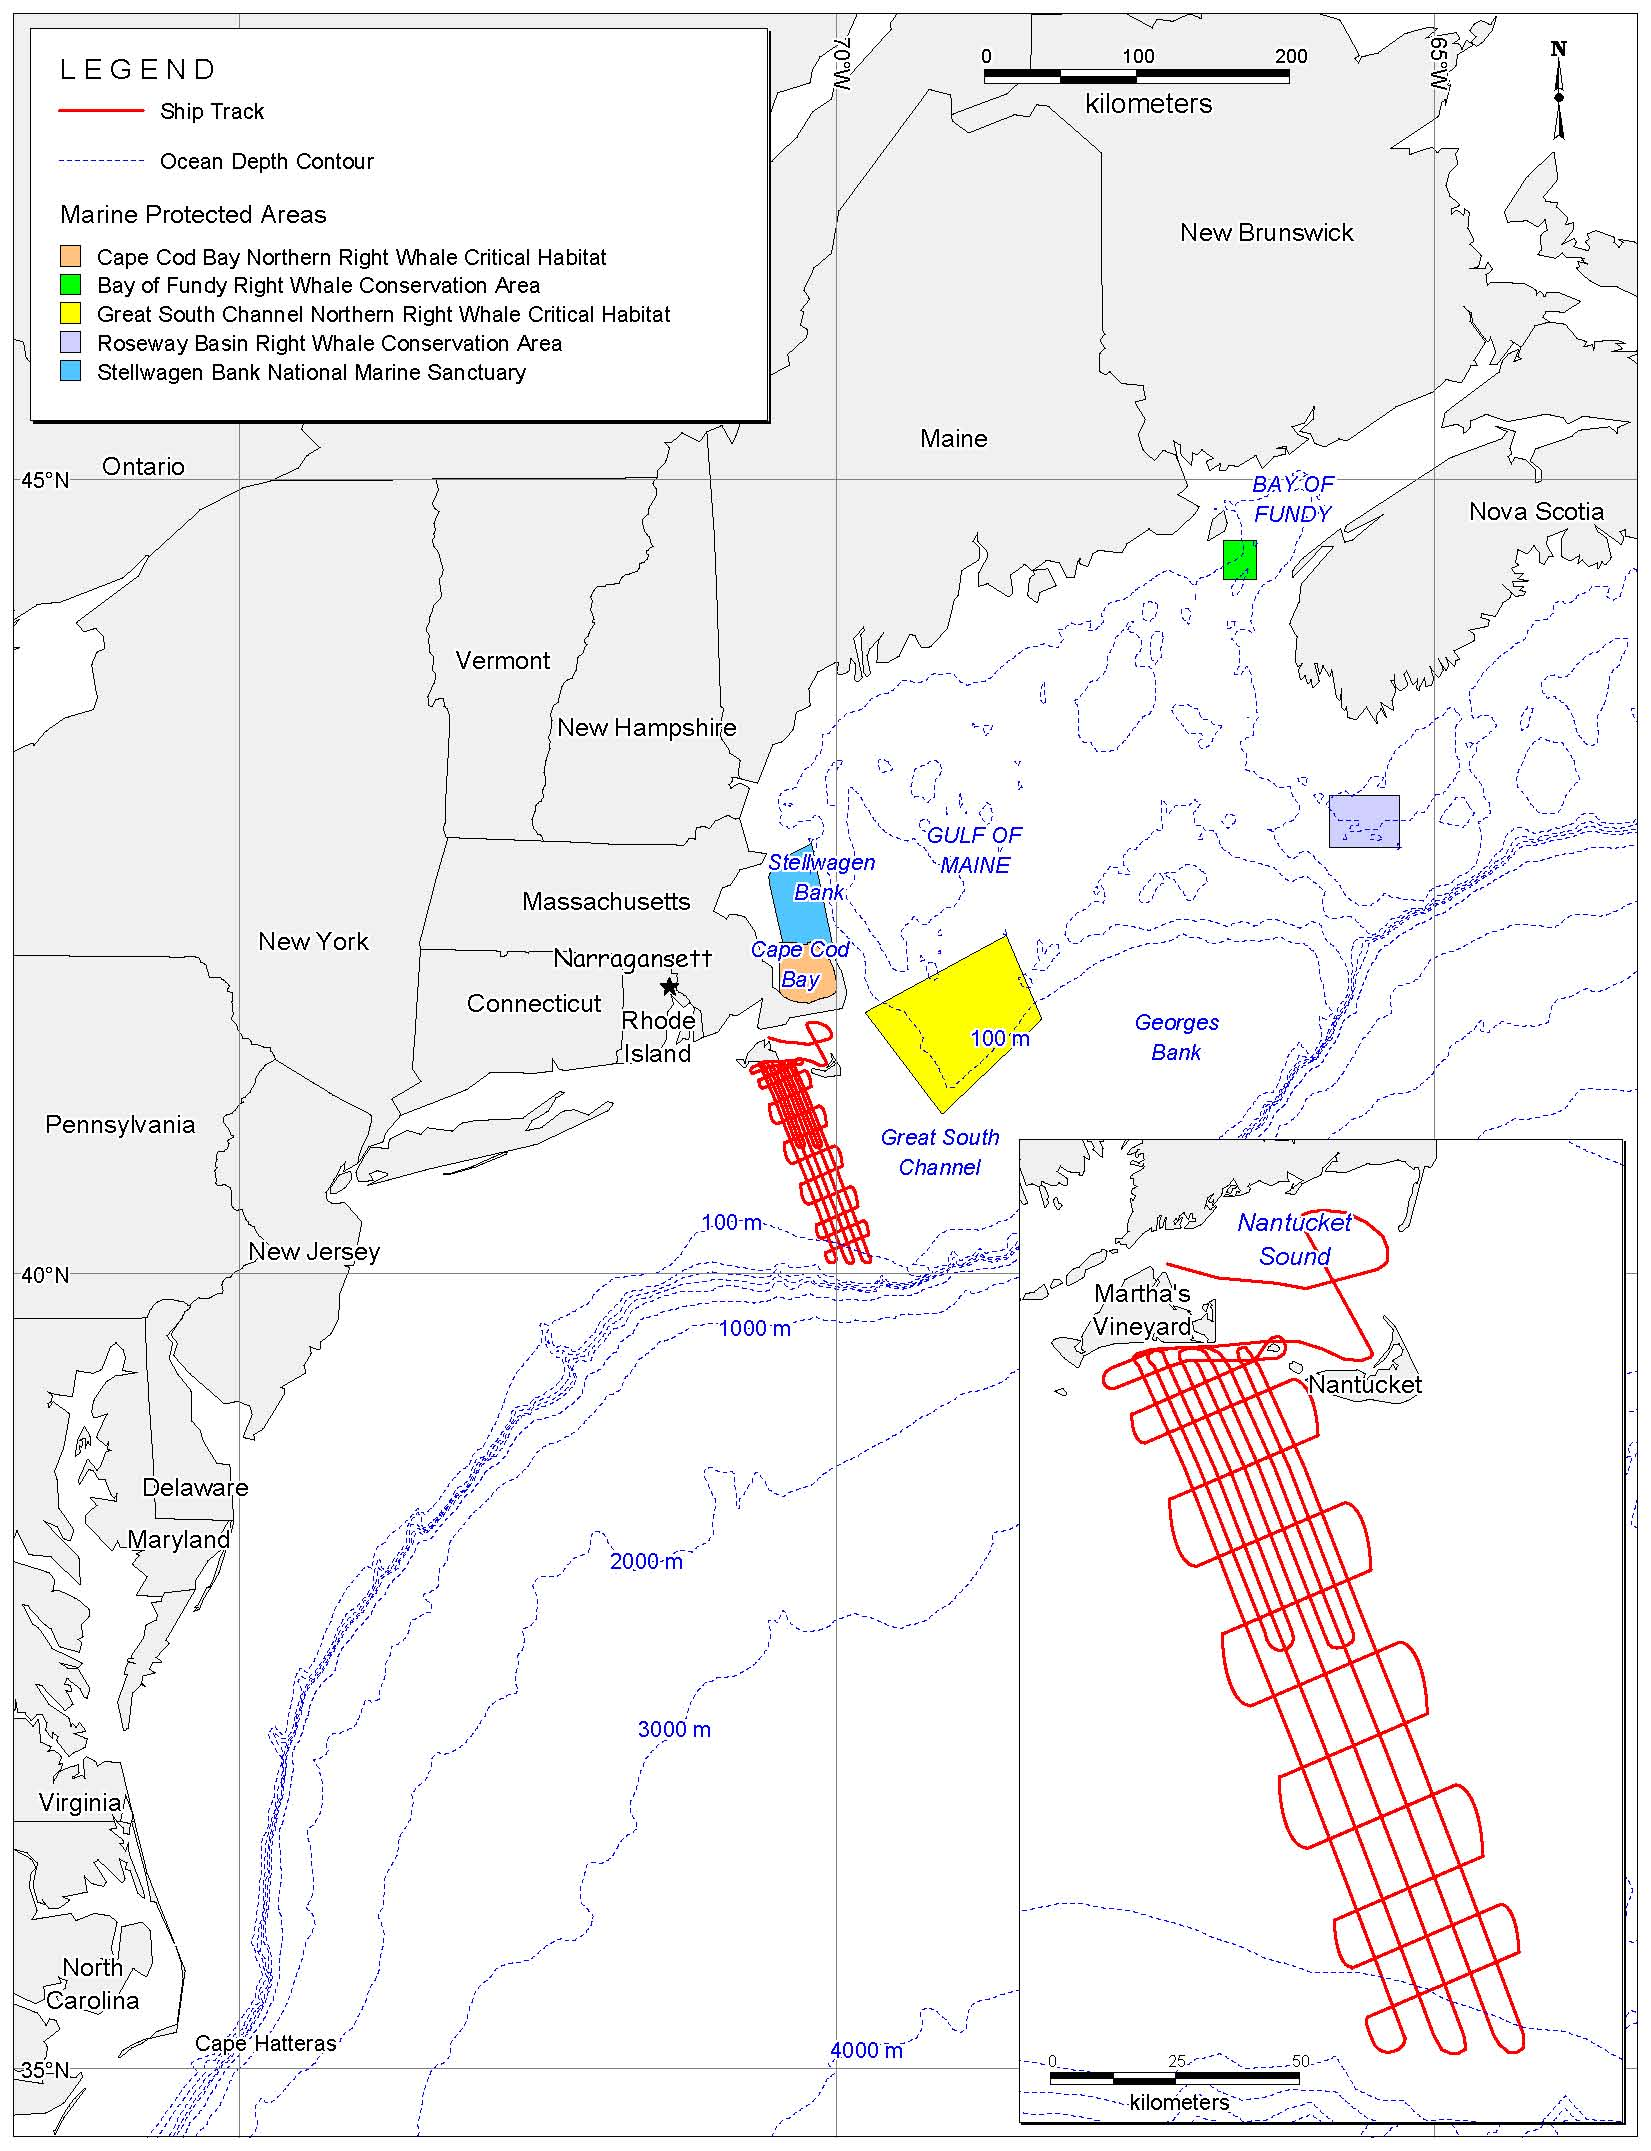 LEGEND
Ship Track
Ocean Depth Contour
Marine Protected Areas
Cape Cod Bay Northern Right Whale Critical Habitat
Bay of Fundy Right Whale Conservation Area
Great South Channel Northern Right Whale Critical Habitat
Roseway Basin Right Whale Conservation Area
Stellwagen Bank National Marine Sanctuary
70°W
0 100 200
kilometers
65°W
N
New Brunswick
Maine
Ontario
45°N
BAY OF
FUNDY
Nova Scotia
Vermont
New Hampshire
GULF OF
MAINE
Stellwagen
Bank
Massachusetts
New York
Cape Cod
Bay
Narragansett
Connecticut
Rhode
Island
100 m
Georges
Bank
Pennsylvania
Great South
Channel
100 m
New Jersey
40°N
1000 m
Nantucket
Sound
Martha's
Vineyard
Nantucket
Delaware
Maryland
2000 m
3000 m
Virginia
North
Carolina
Cape Hatteras
4000 m
35°N
0 25 50
kilometers